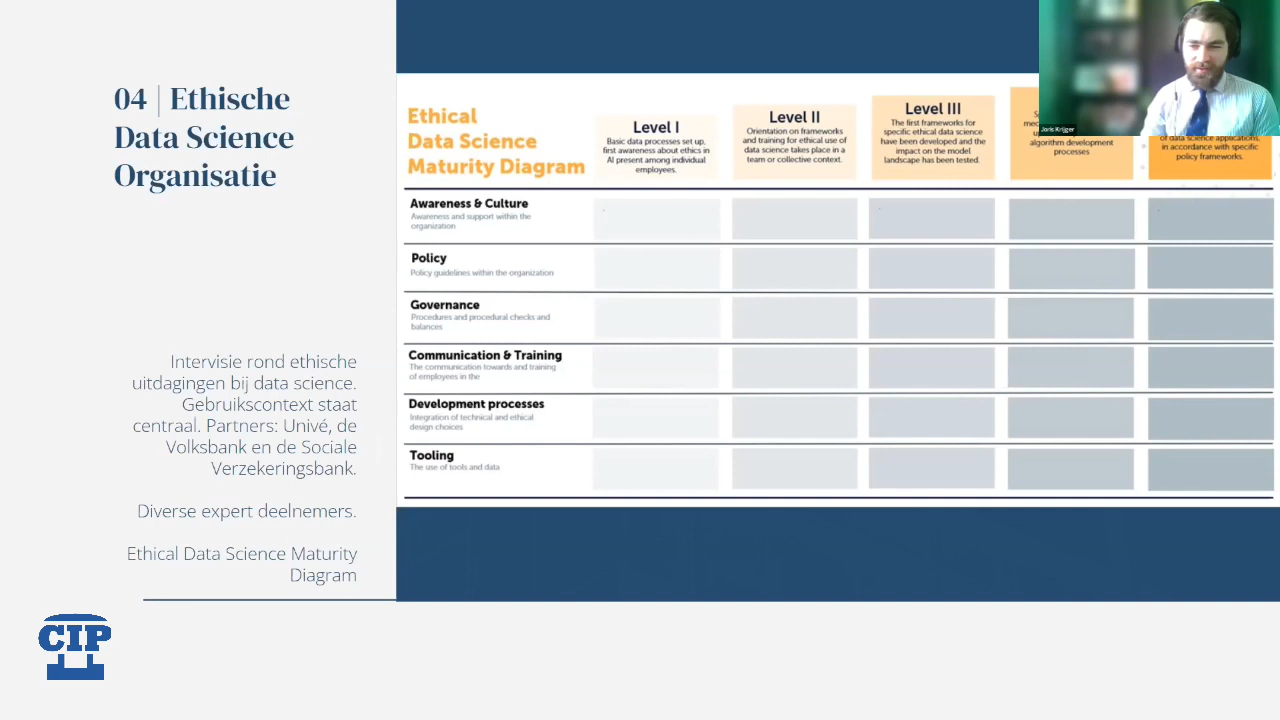 04 | Ethische
Data Science
Organisatie
Intervisie rond ethische
uitdagingen bij data science.
Gebruikscontext staat
centraal. Partners: Univé, de
Volksbank en de Sociale
Verzekeringsbank.
Diverse expert deelnemers.
Ethical Data Science Maturity
Diagram
CIP
Ethical
Data Science
Maturity Diagram
Level I
Basic data processes set up,
first awareness about ethics in
AI present among individual
employees.
Level II
Orientation on frameworks
and training for ethical use of
data science takes place in a
team or collective context.
Level III
The first frameworks for
specific ethical data science
have been developed and the
impact on the model
landscape has been tested.
algorithm development
processes
of data science applications,
in accordance with specific
policy frameworks.
Joris Krijger
Awareness & Culture
Awareness and support within the
organization
Policy
Policy guidelines within the organization
Governance
Procedures and procedural checks and
balances
Communication & Training
The communication towards and training
of employees in the
Development processes
Integration of technical and ethical
design choices
Tooling
The use of tools and data